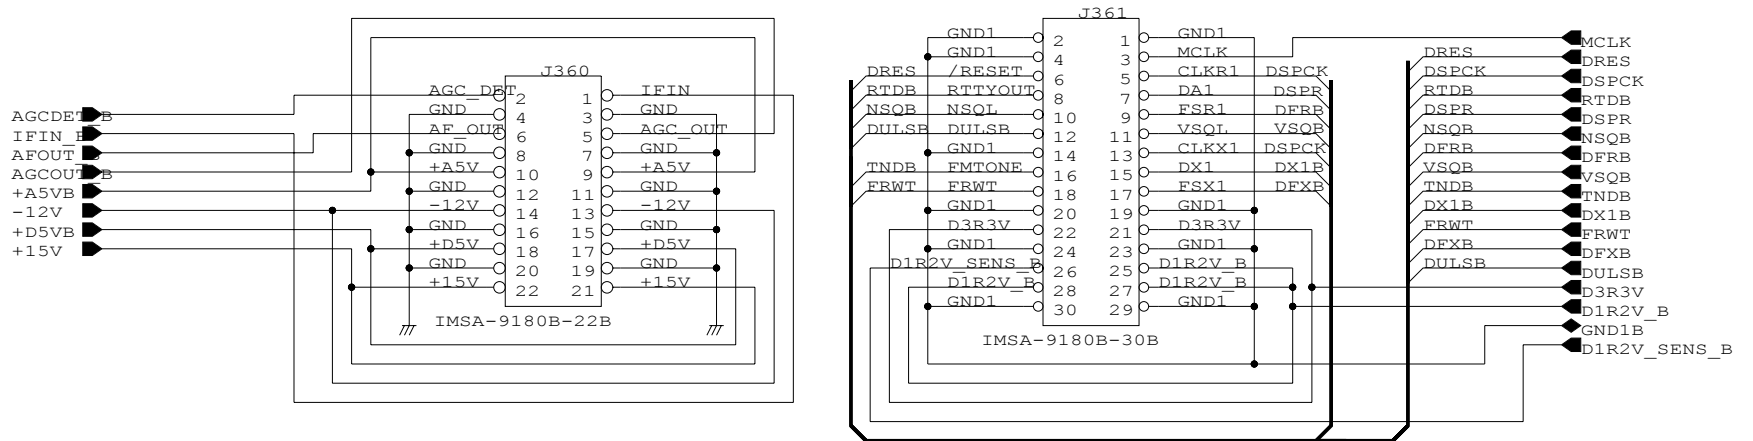 J361
J360
AGCDET_B
IFIN_B
AFOUT_B
AGCOUT_B
+A5VB
-12V
+D5VB
+15V
AGC_DET 2 1 IFIN
GND 4 3 GND
AF_OUT 6 5 AGC_OUT
GND 8 7 GND
+A5V 10 9 +A5V
GND 12 11 GND
-12V 14 13 -12V
GND 16 15 GND
+D5V 18 17 +D5V
GND 20 19 GND
+15V 22 21 +15V
IMSA-9180B-22B
GND1 2 1 GND1
GND1 4 3 MCLK
DRES /RESET 6 5 CLKR1 DSPCK
RTDB RTTYOUT 8 7 DA1 DSPR
NSQB NSQL 10 9 FSR1 DFRB
DULSB DULSB 12 11 VSQL VSQB
GND1 14 13 CLKX1 DSPCK
TNDB FMTONE 16 15 DX1 DX1B
FRWT FRWT 18 17 FSX1 DFXB
GND1 20 19 GND1
D3R3V 22 21 D3R3V
GND1 24 23 GND1
D1R2V_SENS_B 26 25 D1R2V_B
D1R2V_B 28 27 D1R2V_B
GND1 30 29 GND1
IMSA-9180B-30B
MCLK
DRES DRES
DSPCK DSPCK
RTDB RTDB
DSPR DSPR
NSQB NSQB
DFRB DFRB
VSQB VSQB
TNDB TNDB
DX1B DX1B
FRWT FRWT
DFXB DFXB
DULSB DULSB
D3R3V
D1R2V_B
GND1B
D1R2V_SENS_B